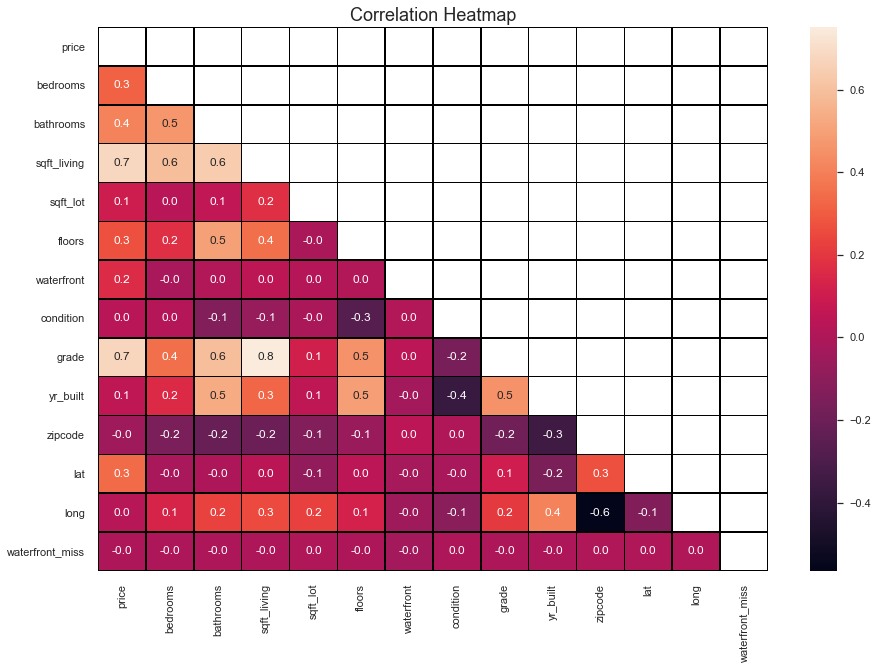 Correlation Heatmap
price
bedrooms 0.3
bathrooms 0.4 0.5
sqft_living 0.7 0.6 0.6
sqft_lot 0.1 0.0 0.1 0.2
floors 0.3 0.2 0.5 0.4 -0.0
waterfront 0.2 -0.0 0.0 0.0 0.0 0.0
condition 0.0 0.0 -0.1 -0.1 -0.0 -0.3 0.0
grade 0.7 0.4 0.6 0.8 0.1 0.5 0.0 -0.2
yr_built 0.1 0.2 0.5 0.3 0.1 0.5 -0.0 -0.4 0.5
zipcode -0.0 -0.2 -0.2 -0.2 -0.1 -0.1 0.0 0.0 -0.2 -0.3
lat 0.3 -0.0 -0.0 0.0 -0.1 0.0 -0.0 -0.0 0.1 -0.2 0.3
long 0.0 0.1 0.2 0.3 0.2 0.1 -0.0 -0.1 0.2 0.4 -0.6 -0.1
waterfront_miss -0.0 -0.0 -0.0 -0.0 0.0 -0.0 -0.0 0.0 -0.0 -0.0 0.0 0.0 0.0
price bedrooms bathrooms sqft_living sqft_lot floors waterfront condition grade yr_built zipcode lat long waterfront_miss
0.6
0.4
0.2
0.0
−0.2
−0.4